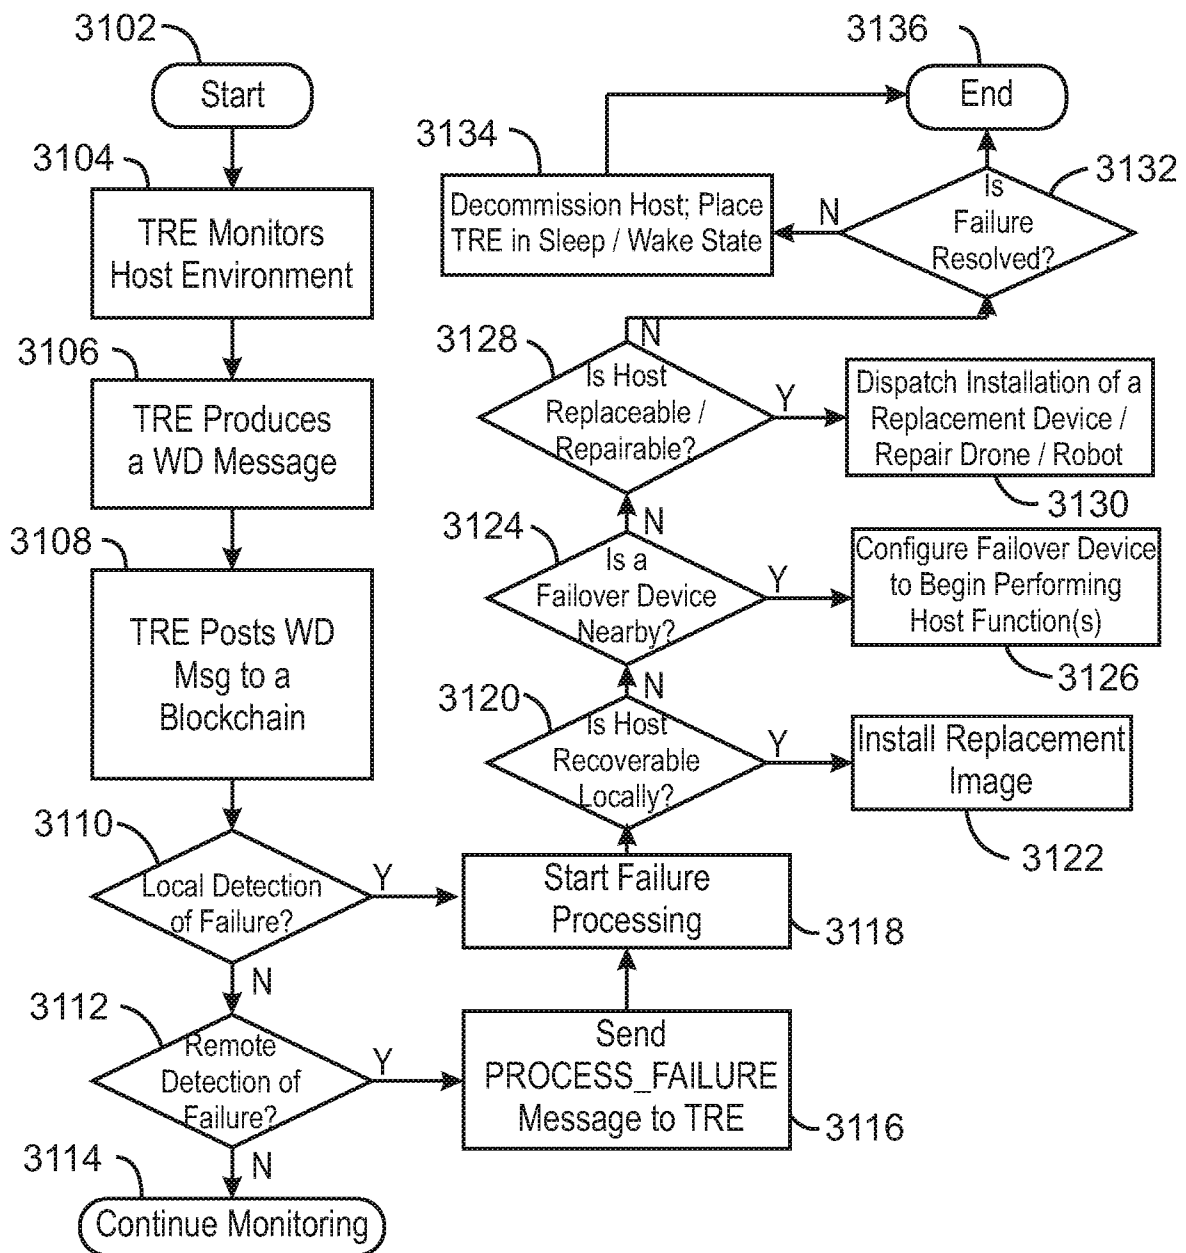 3102
Start
3104
TRE Monitors
Host Environment
3106
TRE Produces
a WD Message
3108
TRE Posts WD
Msg to a
Blockchain
3110
Local Detection
of Failure?
Y
N
3112
Remote
Detection of
Failure?
Y
N
3114
Continue Monitoring
Send
PROCESS_FAILURE
Message to TRE
3116
Start Failure
Processing
3118
3120
Is Host
Recoverable
Locally?
Y
N
Install Replacement
Image
3122
3124
Is a
Failover Device
Nearby?
Y
N
Configure Failover Device
to Begin Performing
Host Function(s)
3126
3128
Is Host
Replaceable /
Repairable?
Y
N
Dispatch Installation of a
Replacement Device /
Repair Drone / Robot
3130
3132
Is
Failure
Resolved?
N
3134
Decommission Host; Place
TRE in Sleep / Wake State
3136
End